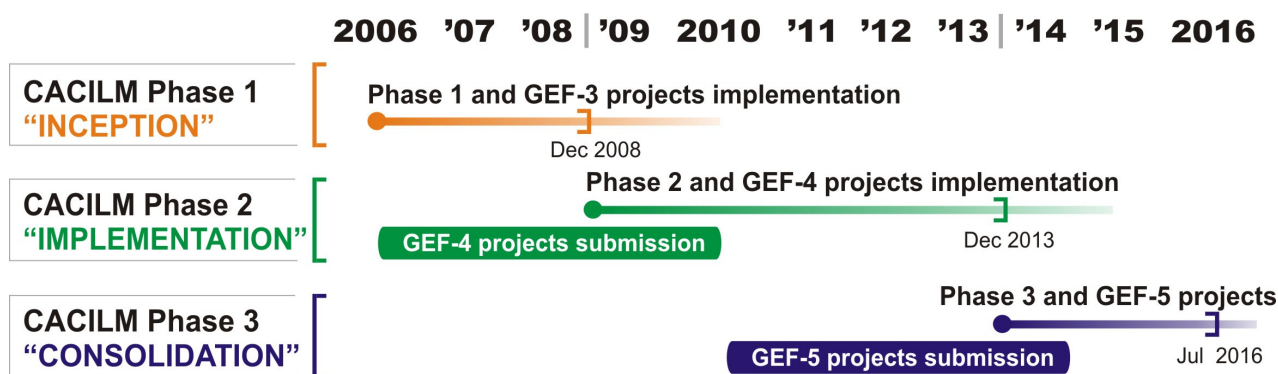 2006 ’07 ’08 ’09 2010 ’11 ’12 ’13 ’14 ’15 2016
CACILM Phase 1
“INCEPTION”
Phase 1 and GEF-3 projects implementation
Dec 2008
CACILM Phase 2
“IMPLEMENTATION”
Phase 2 and GEF-4 projects implementation
GEF-4 projects submission
Dec 2013
CACILM Phase 3
“CONSOLIDATION”
Phase 3 and GEF-5 projects
GEF-5 projects submission
Jul 2016